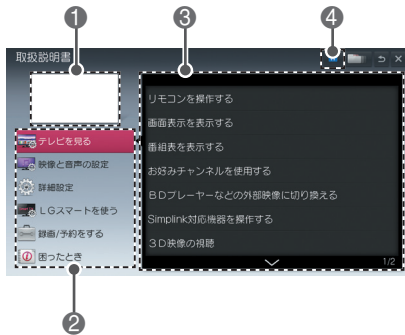 1
3
4
取扱説明書
テレビを見る
映像と音声の設定
詳細設定
LGスマートを使う
録画/予約をする
困ったとき
リモコンを操作する
画面表示を表示する
番組表を表示する
お好みチャンネルを使用する
BDプレーヤーなどの外部映像に切り換える
Simplink対応機器を操作する
3D映像の視聴
1/2
2